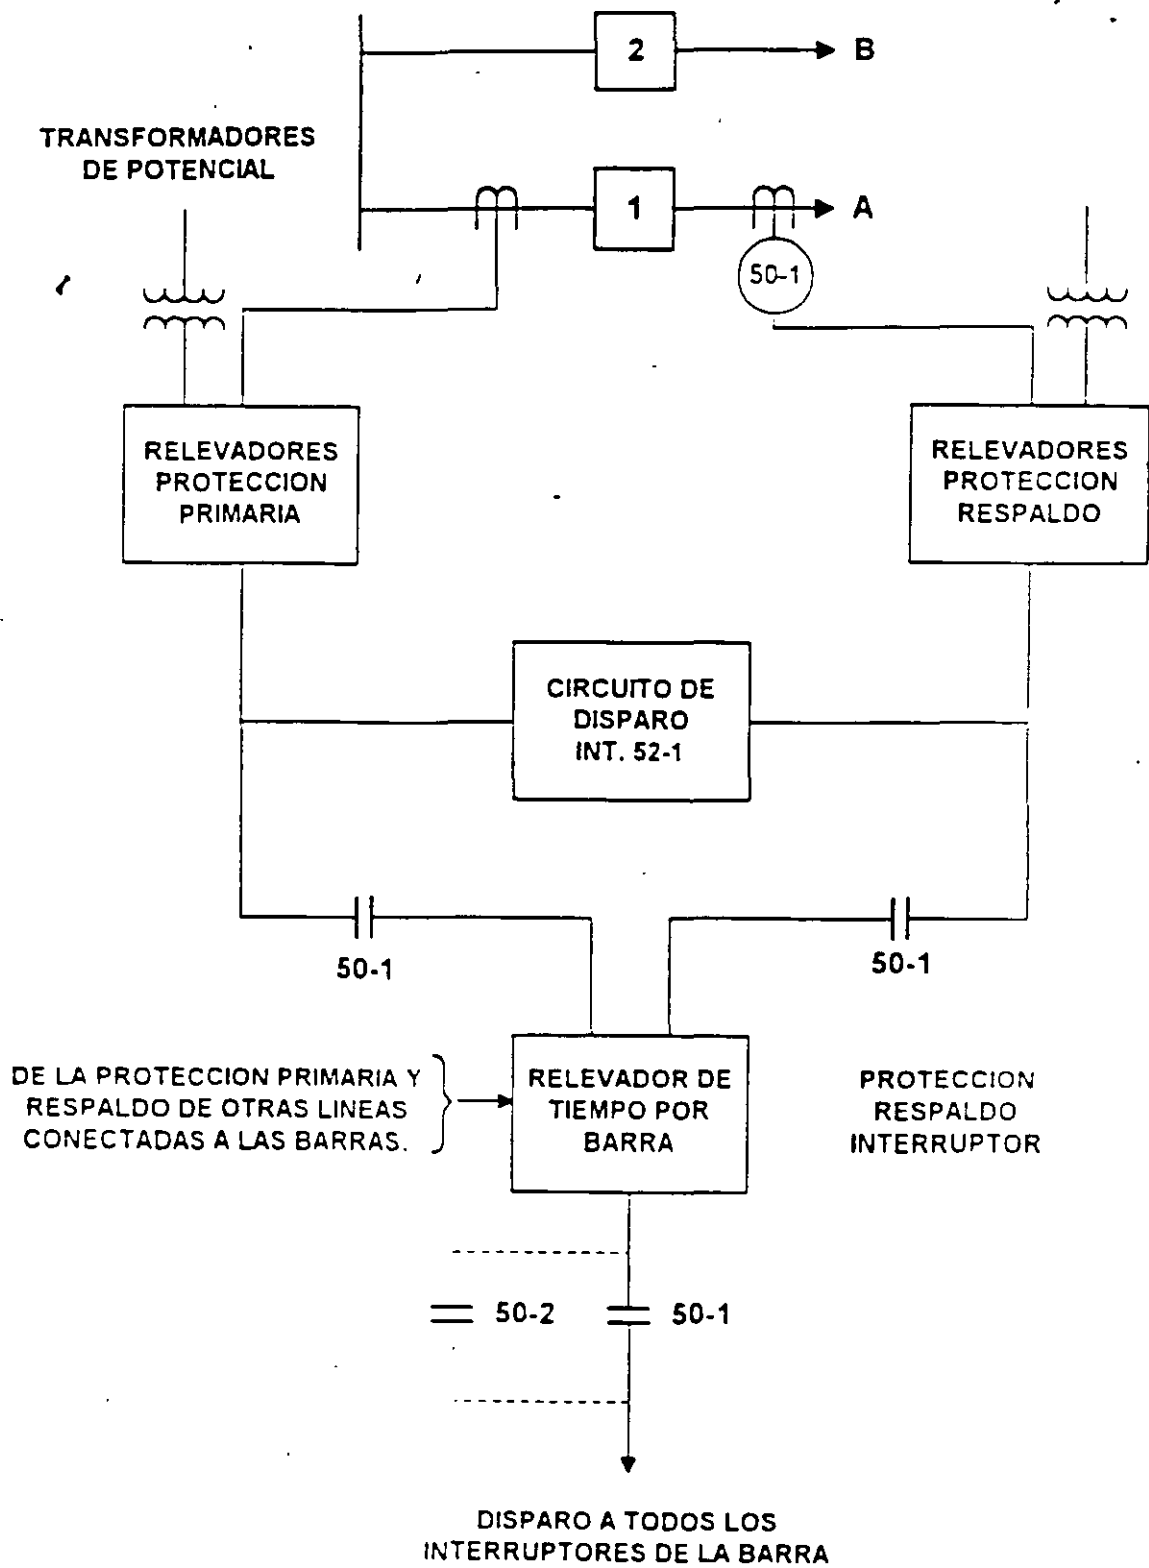 2
B
TRANSFORMADORES
DE POTENCIAL
1
A
50-1
RELEVADORES
PROTECCION
PRIMARIA
RELEVADORES
PROTECCION
RESPALDO
CIRCUITO DE
DISPARO
INT. 52-1
50-1
50-1
DE LA PROTECCION PRIMARIA Y
RESPALDO DE OTRAS LINEAS
CONECTADAS A LAS BARRAS.
RELEVADOR DE
TIEMPO POR
BARRA
PROTECCION
RESPALDO
INTERRUPTOR
50-2
50-1
DISPARO A TODOS LOS
INTERRUPTORES DE LA BARRA